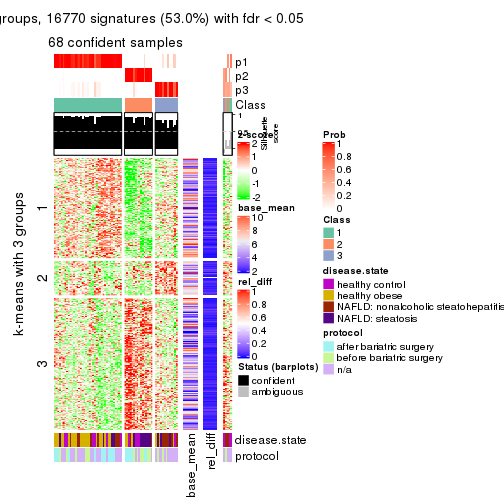 groups, 16770 signatures (53.0%) with fdr < 0.05
68 confident samples
p1
p2
p3
Class
1
Silhouette
score
k-means with 3 groups
1
2
3
z-score
2
1
0
-1
-2
base_mean
10
8
6
4
2
rel_diff
1
0.8
0.6
0.4
0.2
0
Status (barplots)
confident
ambiguous
Prob
1
0.8
0.6
0.4
0.2
0
Class
1
2
3
disease.state
healthy control
healthy obese
NAFLD: nonalcoholic steatohepatitis
NAFLD: steatosis
protocol
after bariatric surgery
before bariatric surgery
n/a
disease.state
protocol
base_mean
rel_diff